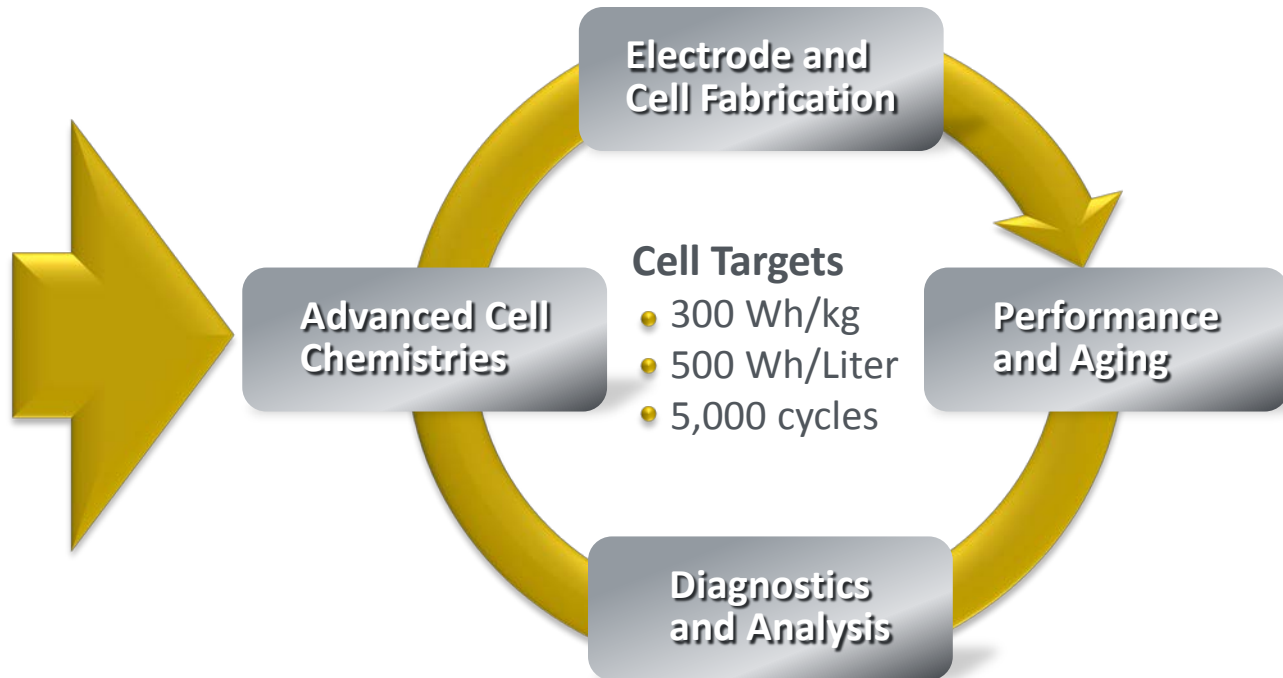 Electrode and
Cell Fabrication
Advanced Cell
Chemistries
Cell Targets
300 Wh/kg
500 Wh/Liter
5,000 cycles
Performance
and Aging
Diagnostics
and Analysis